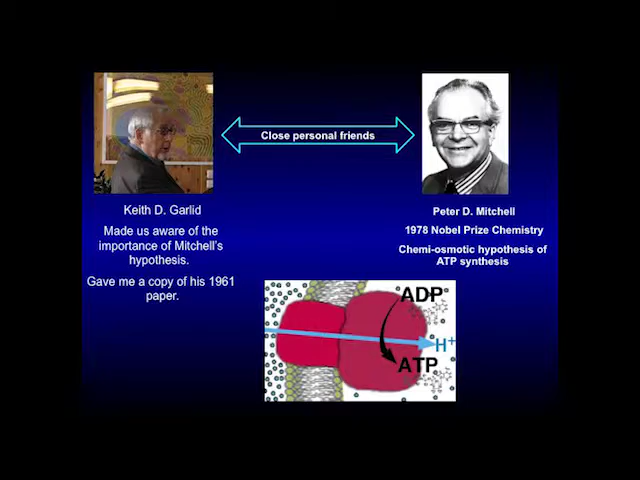 Close personal friends
Keith D. Garlid
Made us aware of the
importance of Mitchell's
hypothesis.
Gave me a copy of his 1961
paper.
Peter D. Mitchell
1978 Nobel Prize Chemistry
Chemi-osmotic hypothesis of
ATP synthesis
ADP
H+
ATP